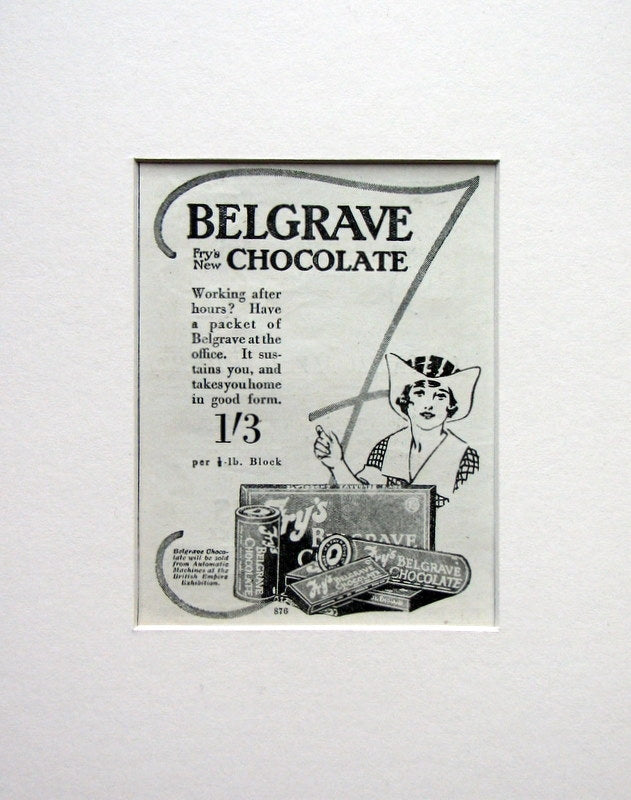 BELGRAVE
Fry's
New CHOCOLATE
Working after
hours? Have
a packet of
Belgrave at the
office. It sus-
tains you, and
takes you home
in good form.
1/3
per ½-lb. Block
Fry's
BELGRAVE
Fry's
BELGRAVE
CHOCOLATE
Fry's BELGRAVE
CHOCOLATE
Fry's BELGRAVE
CHOCOLATE
Belgrave Choco-
late will be sold
from Automatic
Machines at the
British Empire
Exhibition.
876